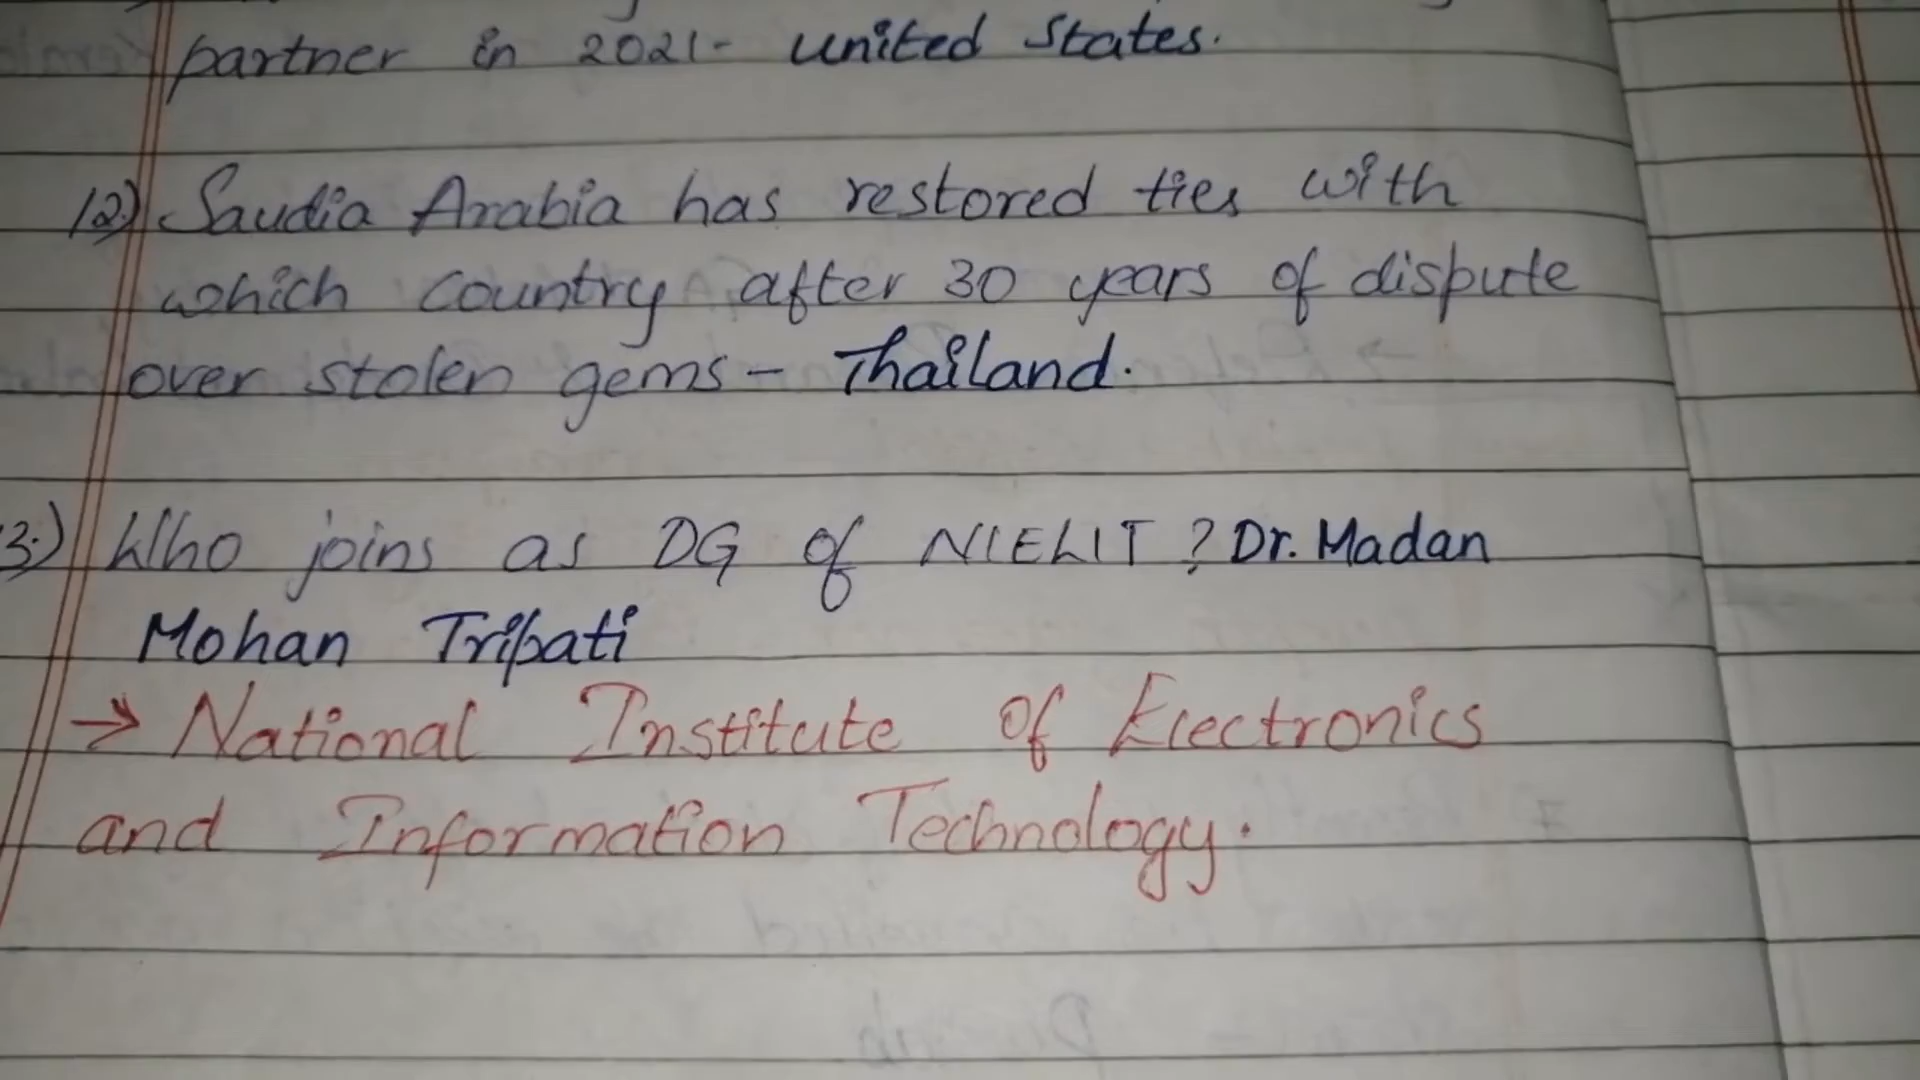 partner in 2021- United States.
12) Saudia Arabia has restored ties with
which country after 30 years of dispute
over stolen gems - Thailand.
3.) Who joins as DG of NIELIT ? Dr. Madan
Mohan Tripati
→ National Institute of Electronics
and Information Technology.